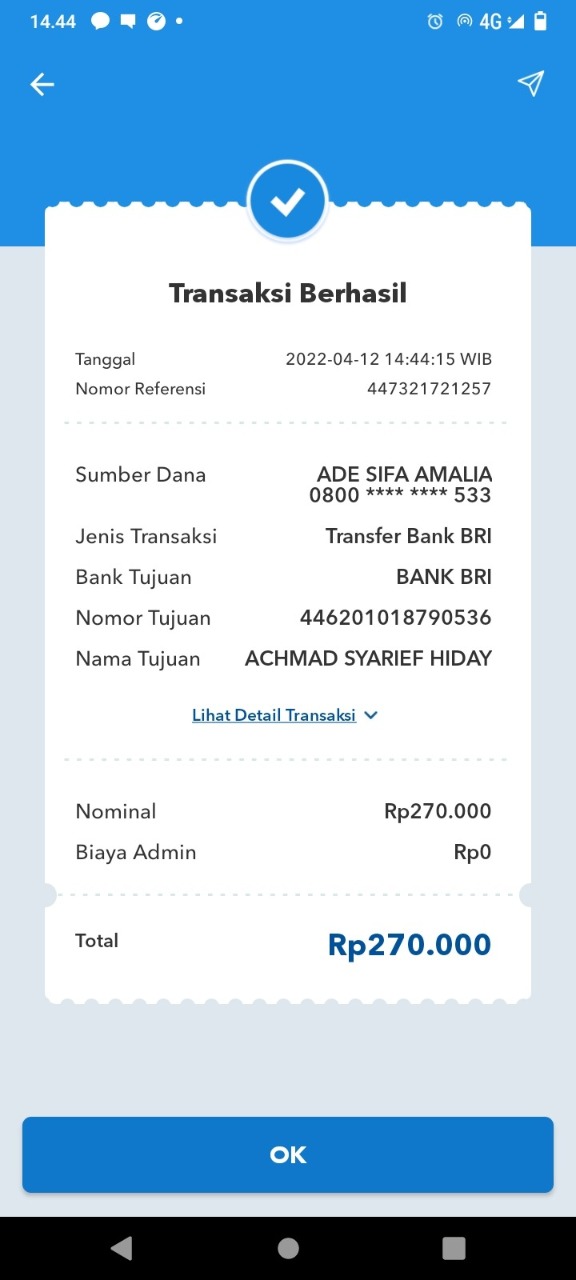 14.44
4G
Transaksi Berhasil
Tanggal 2022-04-12 14:44:15 WIB
Nomor Referensi 447321721257
Sumber Dana ADE SIFA AMALIA
0800 **** **** 533
Jenis Transaksi Transfer Bank BRI
Bank Tujuan BANK BRI
Nomor Tujuan 446201018790536
Nama Tujuan ACHMAD SYARIEF HIDAY
Lihat Detail Transaksi
Nominal Rp270.000
Biaya Admin Rp0
Total Rp270.000
OK